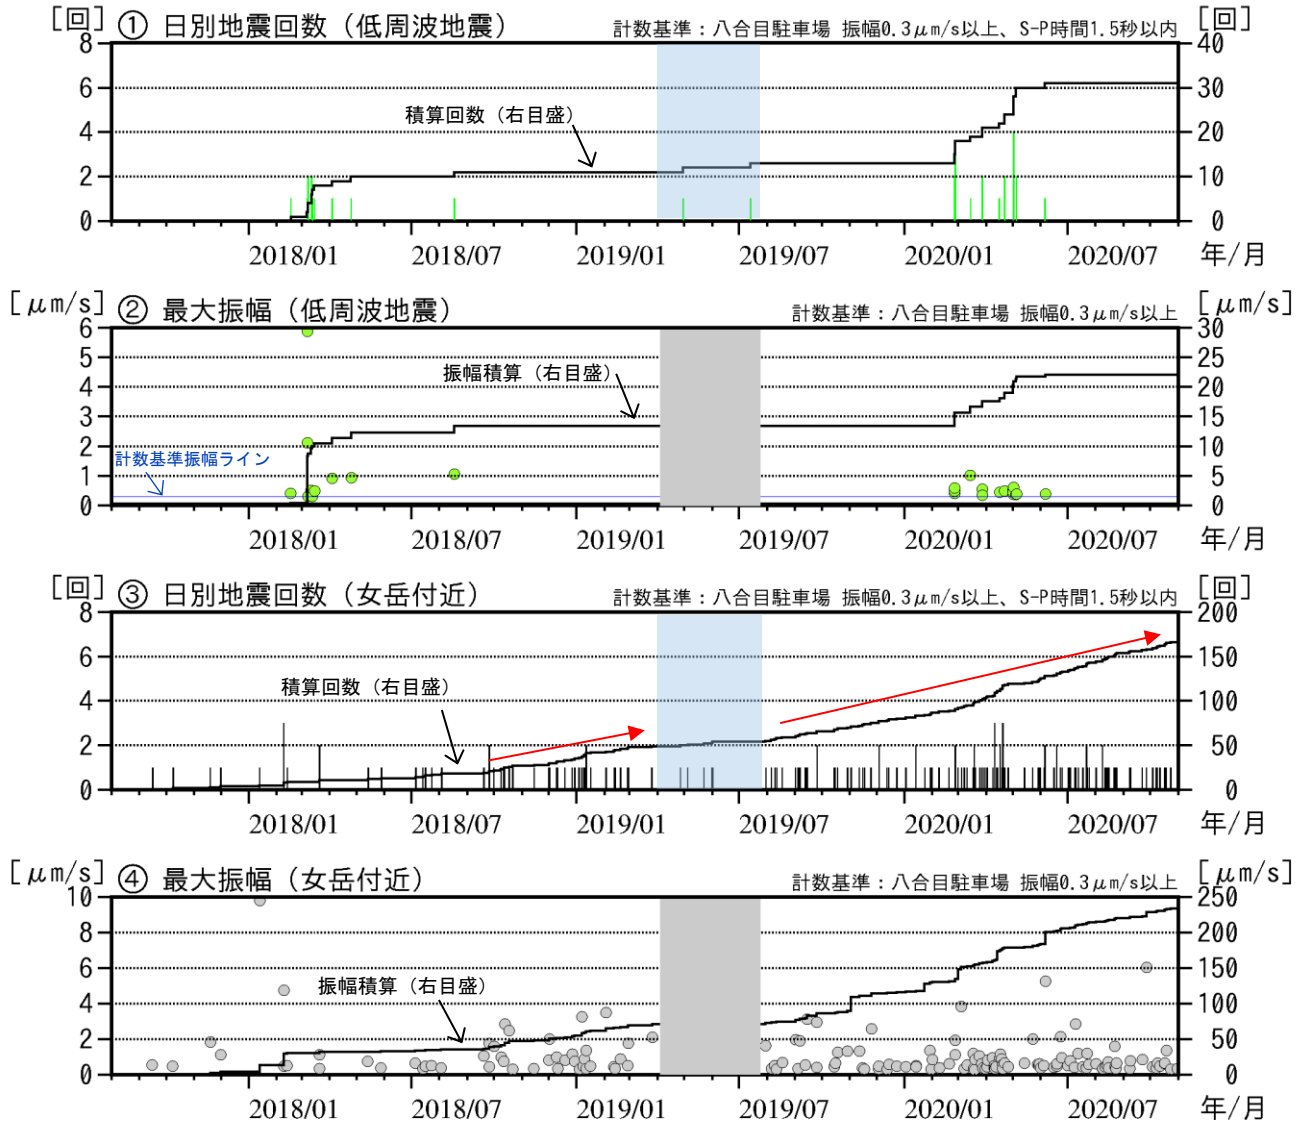 [回] ① 日別地震回数（低周波地震） 計数基準：八合目駐車場 振幅0.3μm/s以上、S-P時間1.5秒以内 [回]
8 40
6 30
積算回数（右目盛）
4 20
2 10
0 0
2018/01 2018/07 2019/01 2019/07 2020/01 2020/07 年/月
[μm/s] ② 最大振幅（低周波地震） 計数基準：八合目駐車場 振幅0.3μm/s以上 [μm/s]
6 30
5 25
振幅積算（右目盛）
4 20
3 15
2 10
計数基準振幅ライン
1 5
0 0
2018/01 2018/07 2019/01 2019/07 2020/01 2020/07 年/月
[回] ③ 日別地震回数（女岳付近） 計数基準：八合目駐車場 振幅0.3μm/s以上、S-P時間1.5秒以内 [回]
8 200
6 150
積算回数（右目盛）
4 100
2 50
0 0
2018/01 2018/07 2019/01 2019/07 2020/01 2020/07 年/月
[μm/s] ④ 最大振幅（女岳付近） 計数基準：八合目駐車場 振幅0.3μm/s以上 [μm/s]
10 250
8 200
6 150
振幅積算（右目盛）
4 100
2 50
0 0
2018/01 2018/07 2019/01 2019/07 2020/01 2020/07 年/月